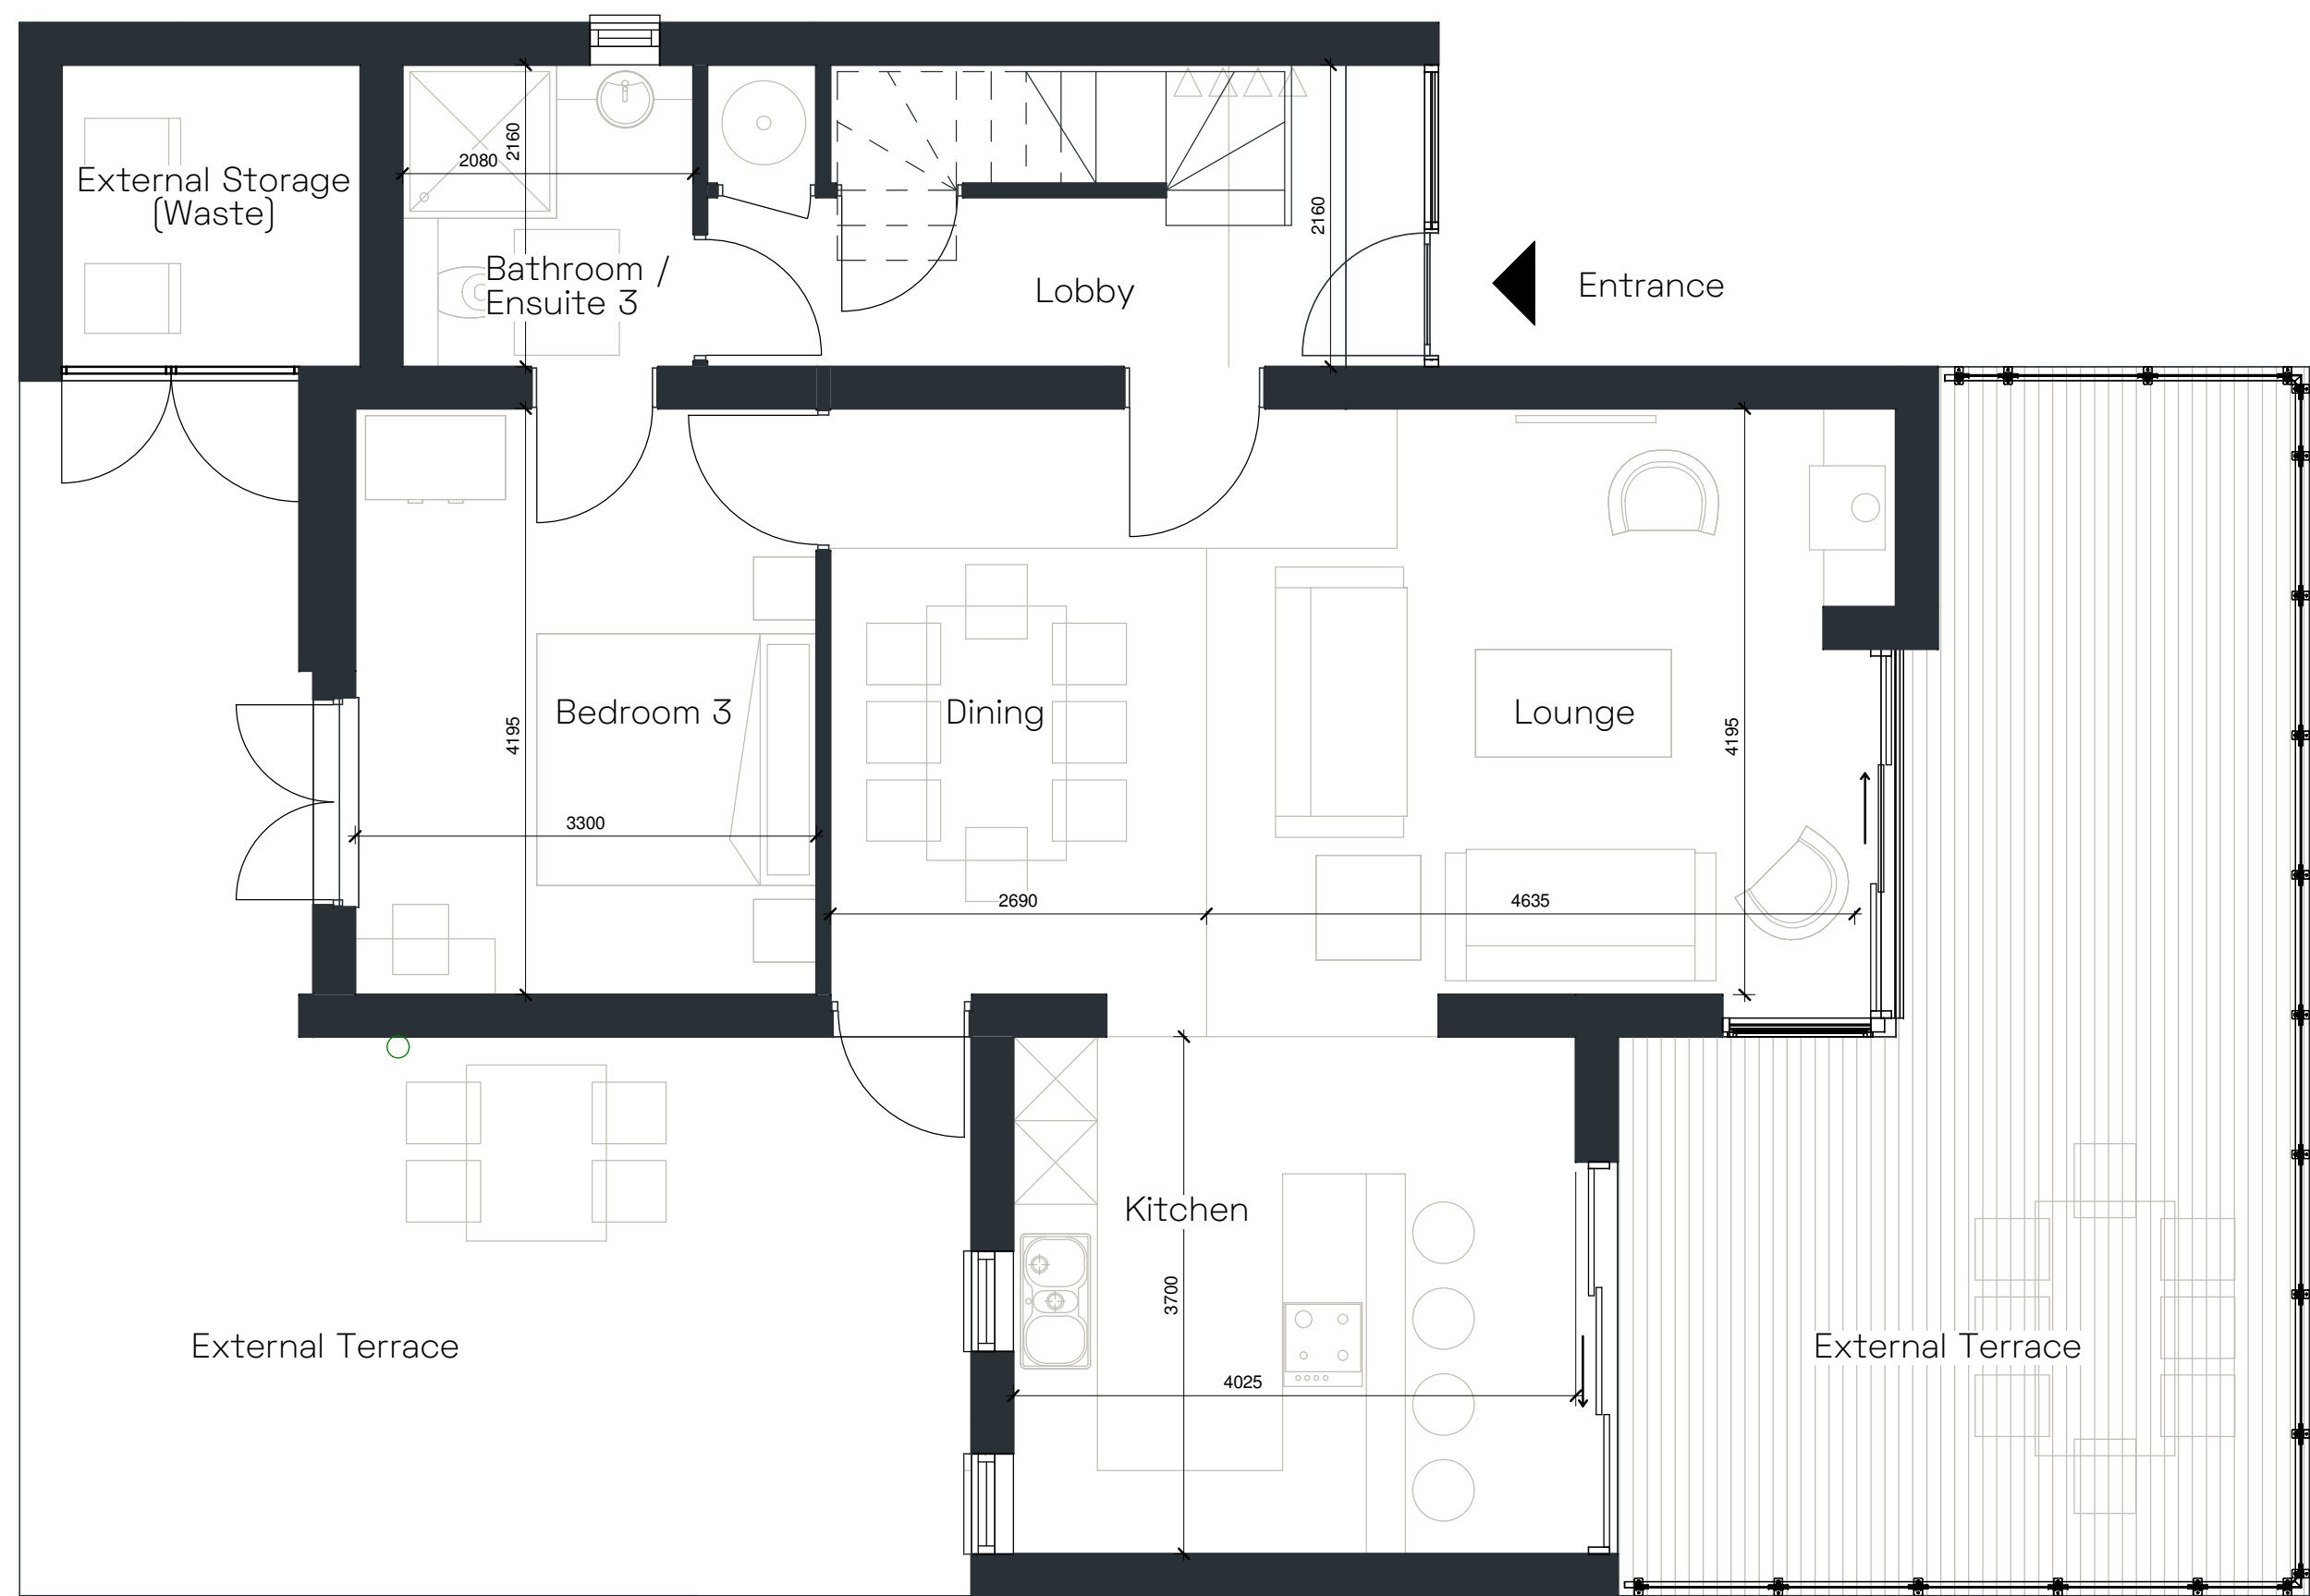 2160
2080
External Storage
(Waste)
2160
Bathroom /
Ensuite 3
Lobby
Entrance
4195
Bedroom 3
Dining
Lounge
4195
3300
2690
4635
Kitchen
3700
External Terrace
External Terrace
4025